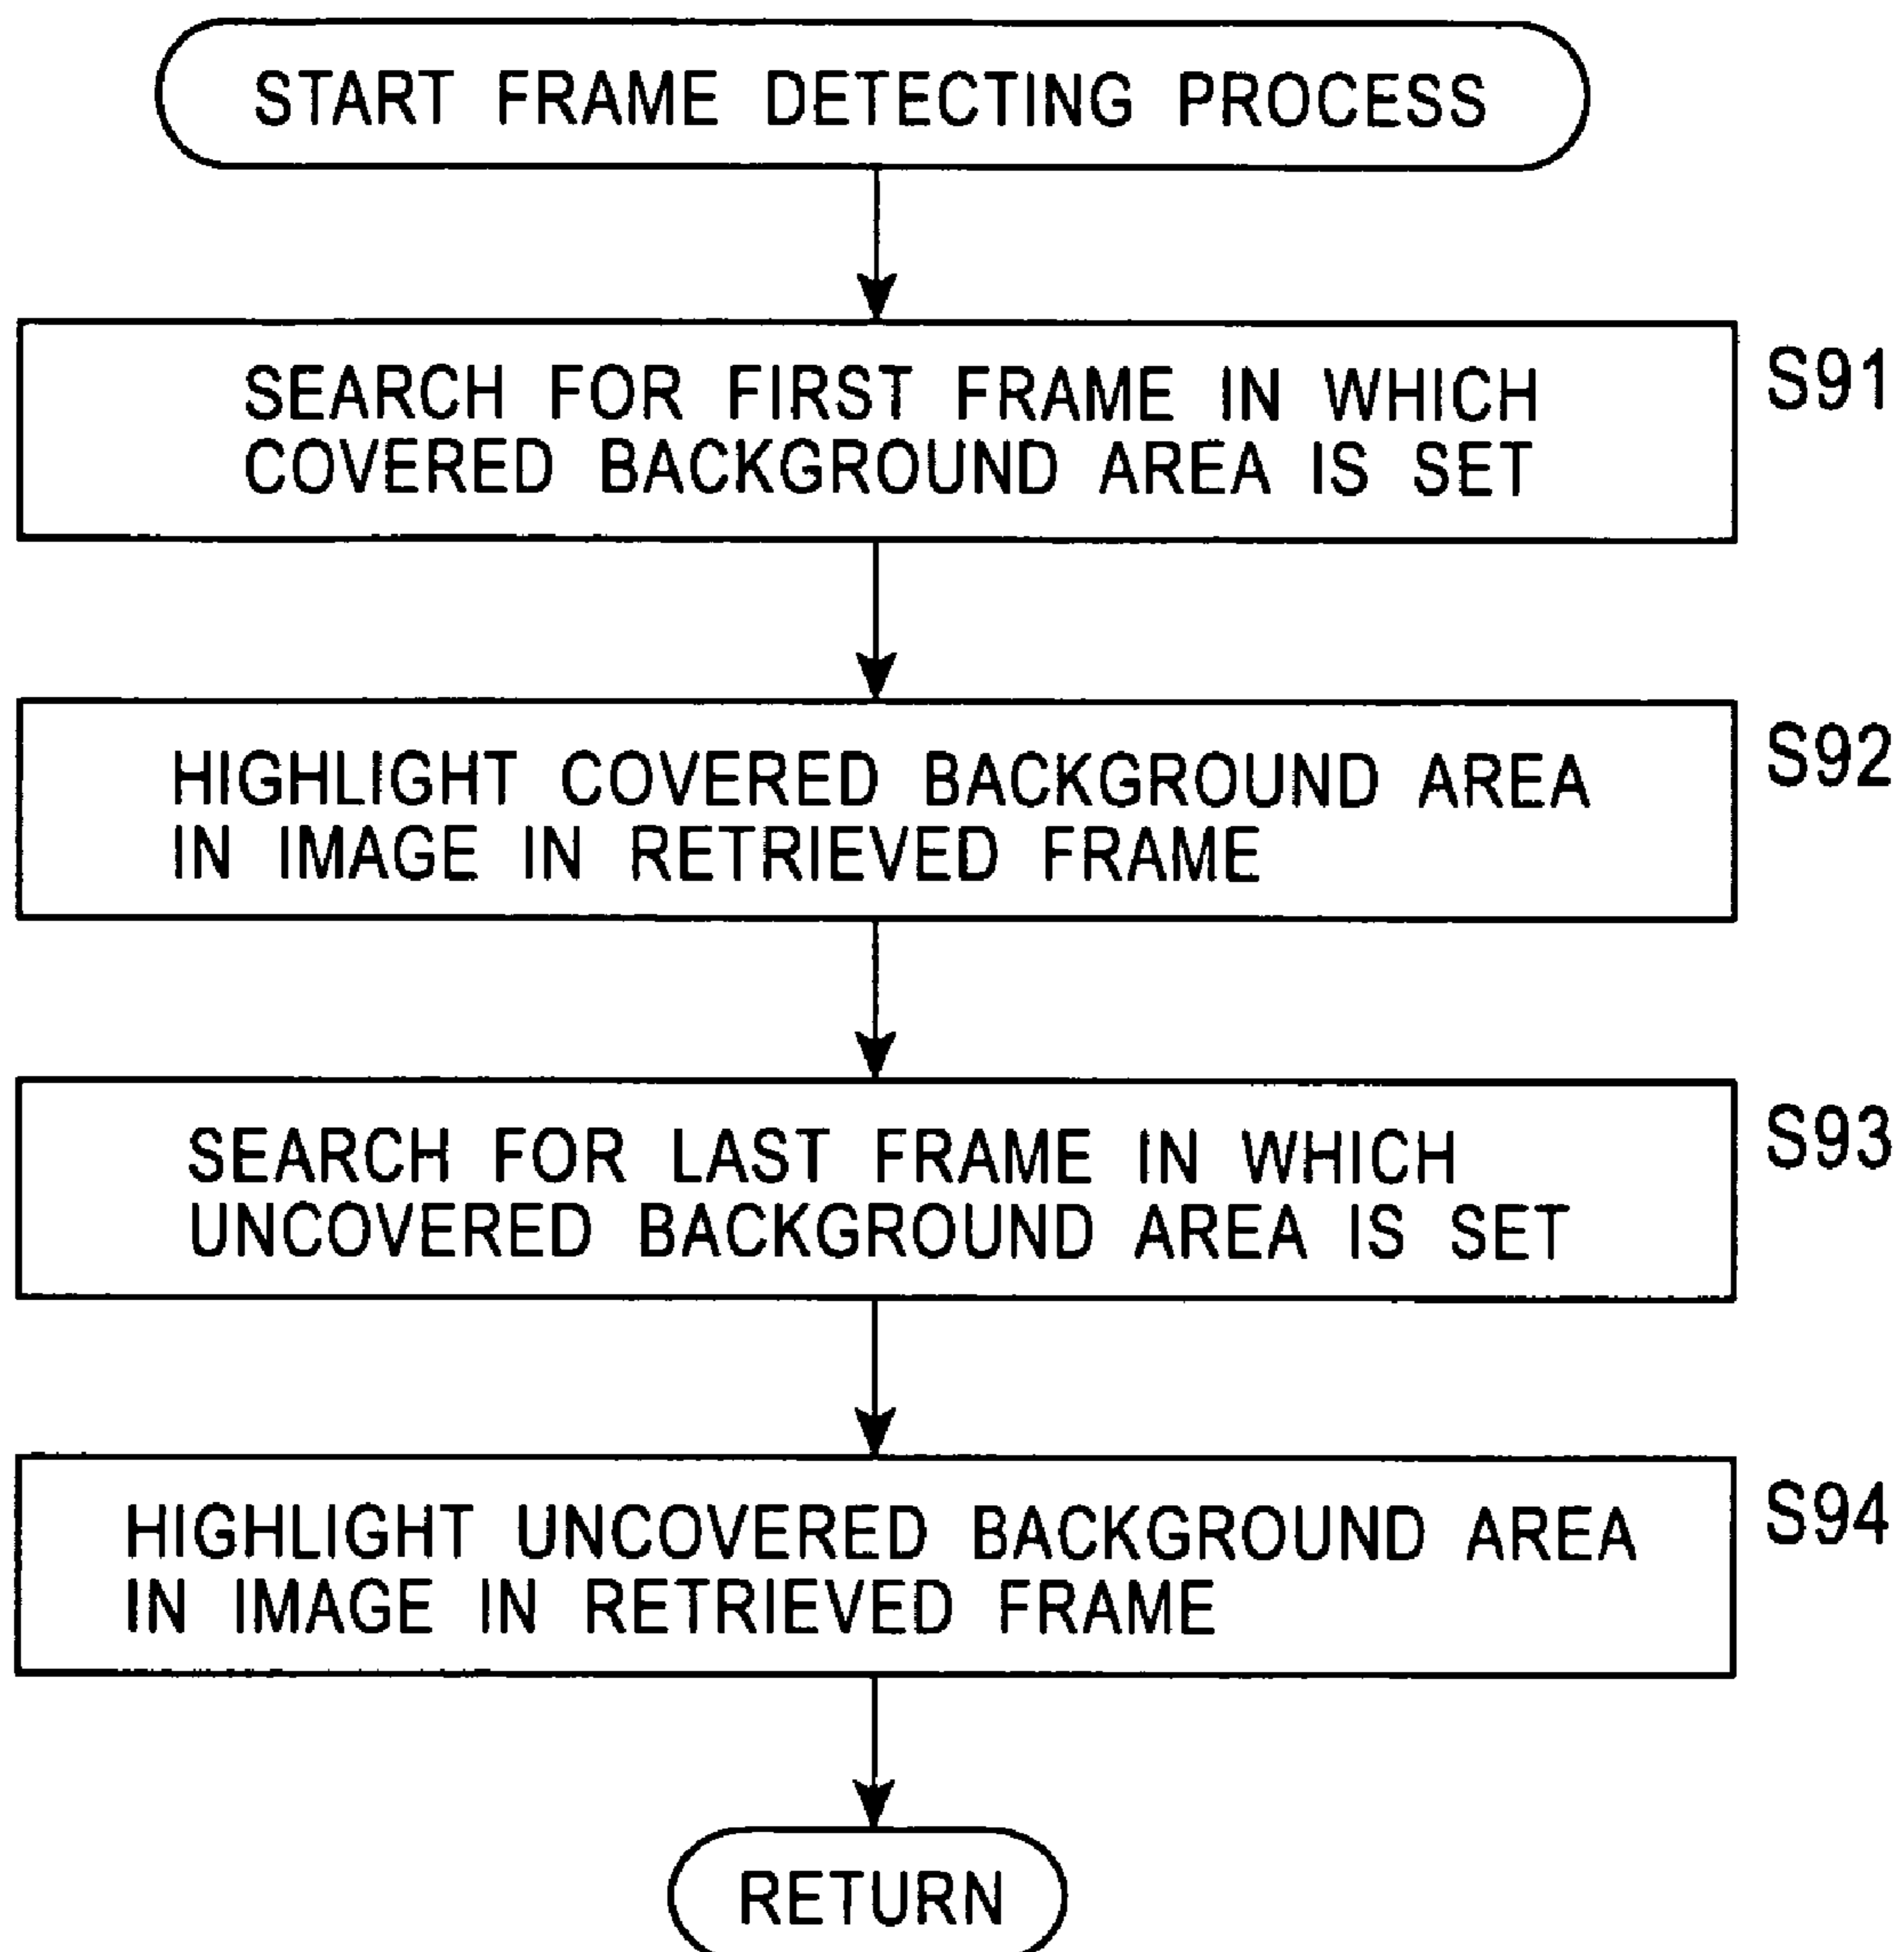 START FRAME DETECTING PROCESS
SEARCH FOR FIRST FRAME IN WHICH
COVERED BACKGROUND AREA IS SET
S91
HIGHLIGHT COVERED BACKGROUND AREA
IN IMAGE IN RETRIEVED FRAME
S92
SEARCH FOR LAST FRAME IN WHICH
UNCOVERED BACKGROUND AREA IS SET
S93
HIGHLIGHT UNCOVERED BACKGROUND AREA
IN IMAGE IN RETRIEVED FRAME
S94
RETURN